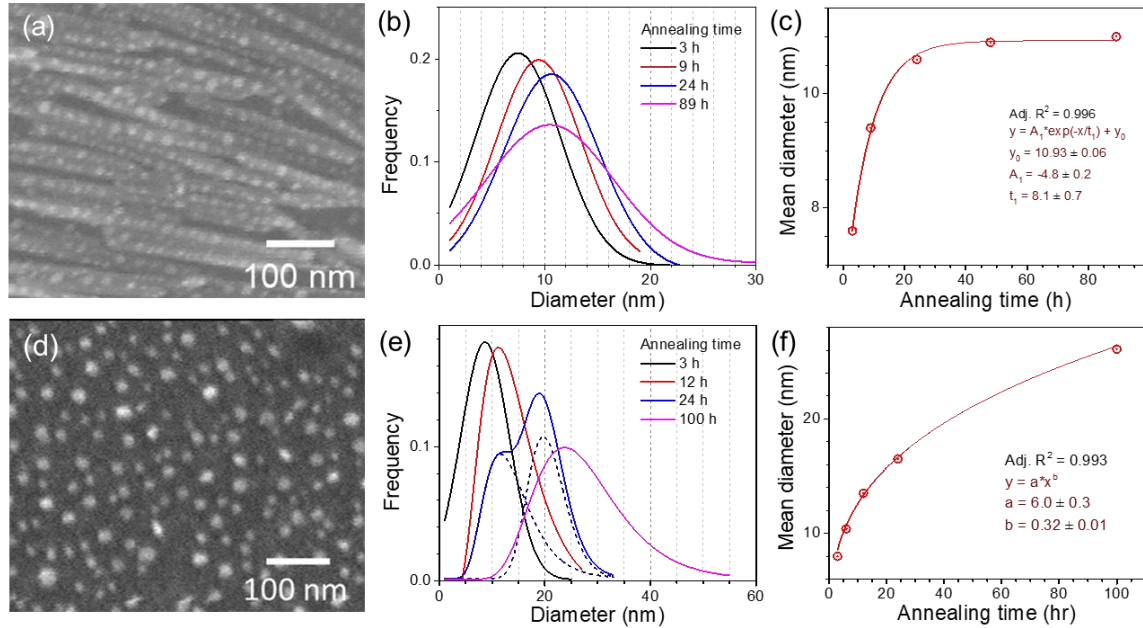 (a)
100 nm
(b)
Annealing time
3 h
9 h
24 h
89 h
Frequency
0.2
0.1
0.0
0 10 20 30
Diameter (nm)
(c)
Mean diameter (nm)
10
8
Adj. R² = 0.996
y = A₁*exp(-x/t₁) + y₀
y₀ = 10.93 ± 0.06
A₁ = -4.8 ± 0.2
t₁ = 8.1 ± 0.7
0 20 40 60 80
Annealing time (h)
(d)
100 nm
(e)
Annealing time
3 h
12 h
24 h
100 h
Frequency
0.1
0.0
0 20 40 60
Diameter (nm)
(f)
Mean diameter (nm)
20
10
Adj. R² = 0.993
y = a*xᵇ
a = 6.0 ± 0.3
b = 0.32 ± 0.01
0 20 40 60 80 100
Annealing time (hr)